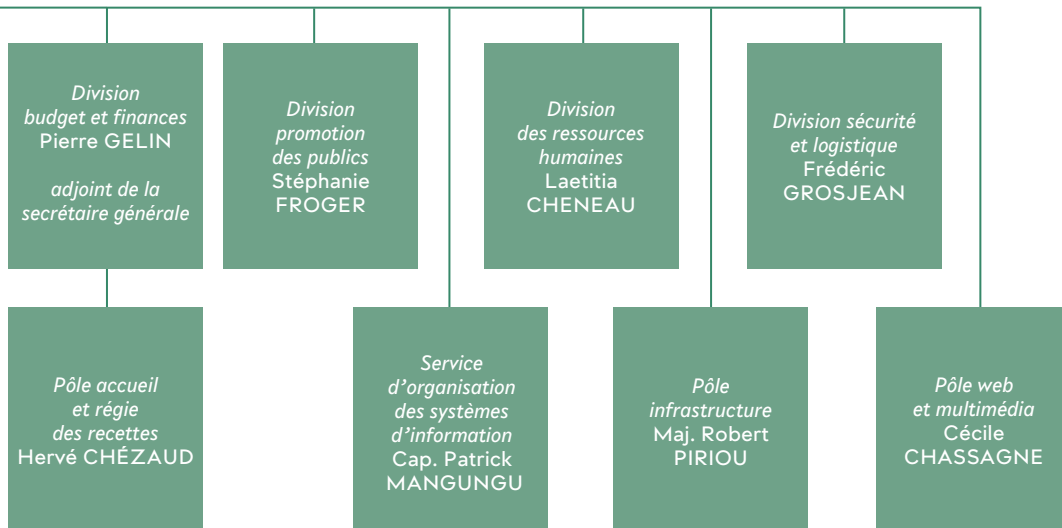 Division
budget et finances
Pierre GELIN
adjoint de la
secrétaire générale
Division
promotion
des publics
Stéphanie
FROGER
Division
des ressources
humaines
Laetitia
CHENEAU
Division sécurité
et logistique
Frédéric
GROSJEAN
Pôle accueil
et régie
des recettes
Hervé CHÉZAUD
Service
d’organisation
des systèmes
d’information
Cap. Patrick
MANGUNGU
Pôle
infrastructure
Maj. Robert
PIRIOU
Pôle web
et multimédia
Cécile
CHASSAGNE